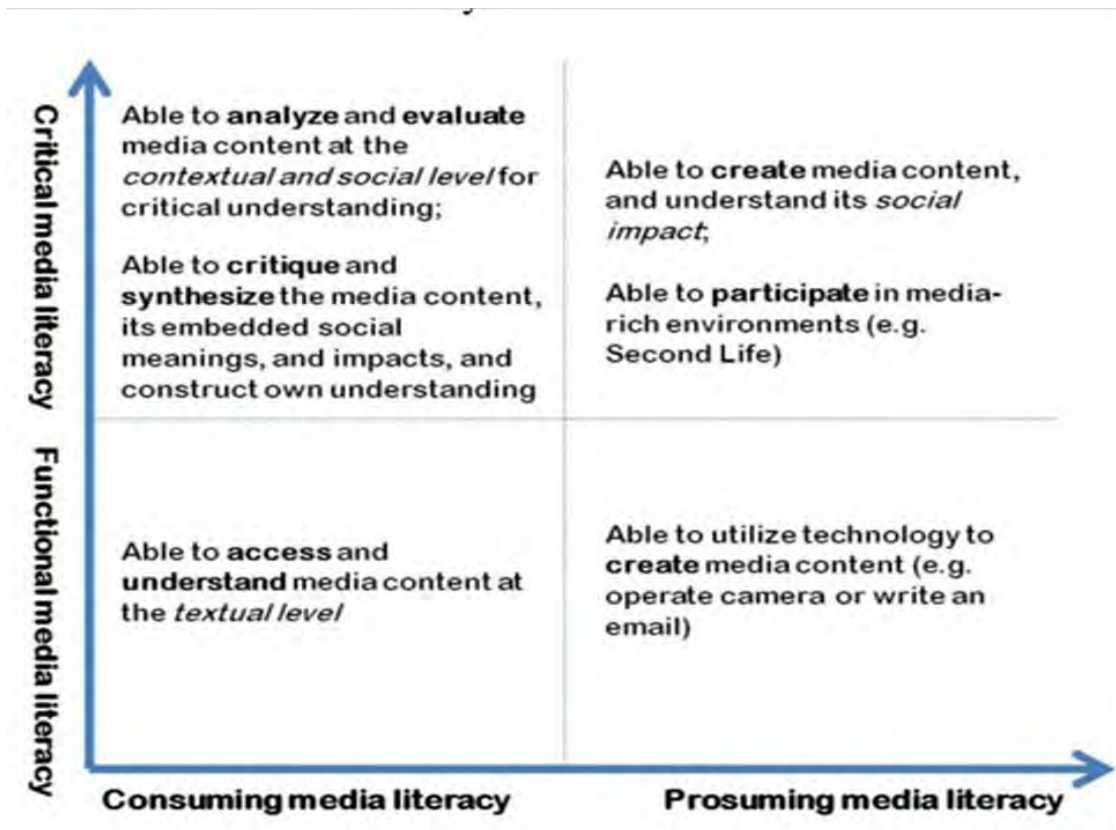 Critical media literacy
Able to analyze and evaluate
media content at the
contextual and social level for
critical understanding;
Able to critique and
synthesize the media content,
its embedded social
meanings, and impacts, and
construct own understanding
Able to create media content,
and understand its social
impact;
Able to participate in media-
rich environments (e.g.
Second Life)
Functional media literacy
Able to access and
understand media content at
the textual level
Able to utilize technology to
create media content (e.g.
operate camera or write an
email)
Consuming media literacy
Prosuming media literacy